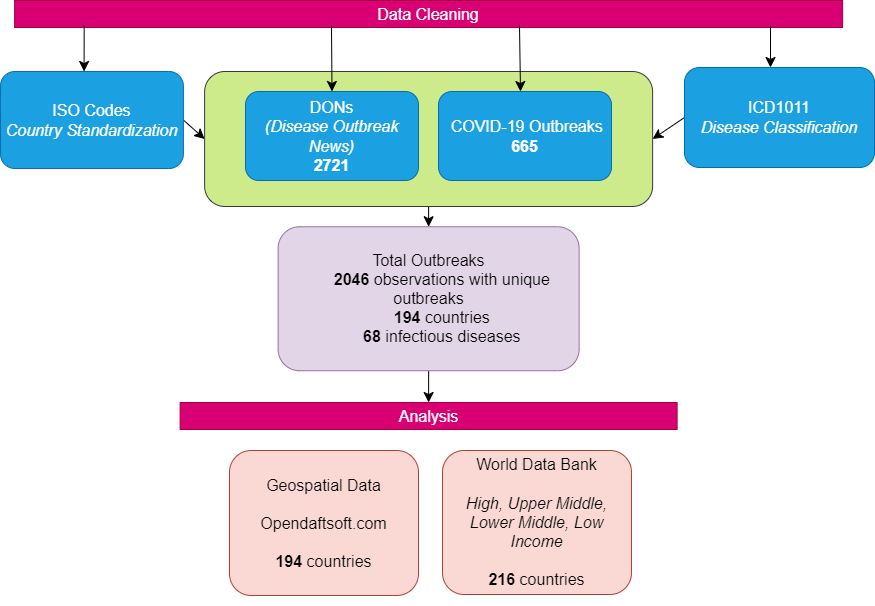 Data Cleaning
ISO Codes
Country Standardization
DONs
(Disease Outbreak
News)
2721
COVID-19 Outbreaks
665
ICD1011
Disease Classification
Total Outbreaks
2046 observations with unique
outbreaks
194 countries
68 infectious diseases
Analysis
Geospatial Data
Opendaftsoft.com
194 countries
World Data Bank
High, Upper Middle,
Lower Middle, Low
Income
216 countries